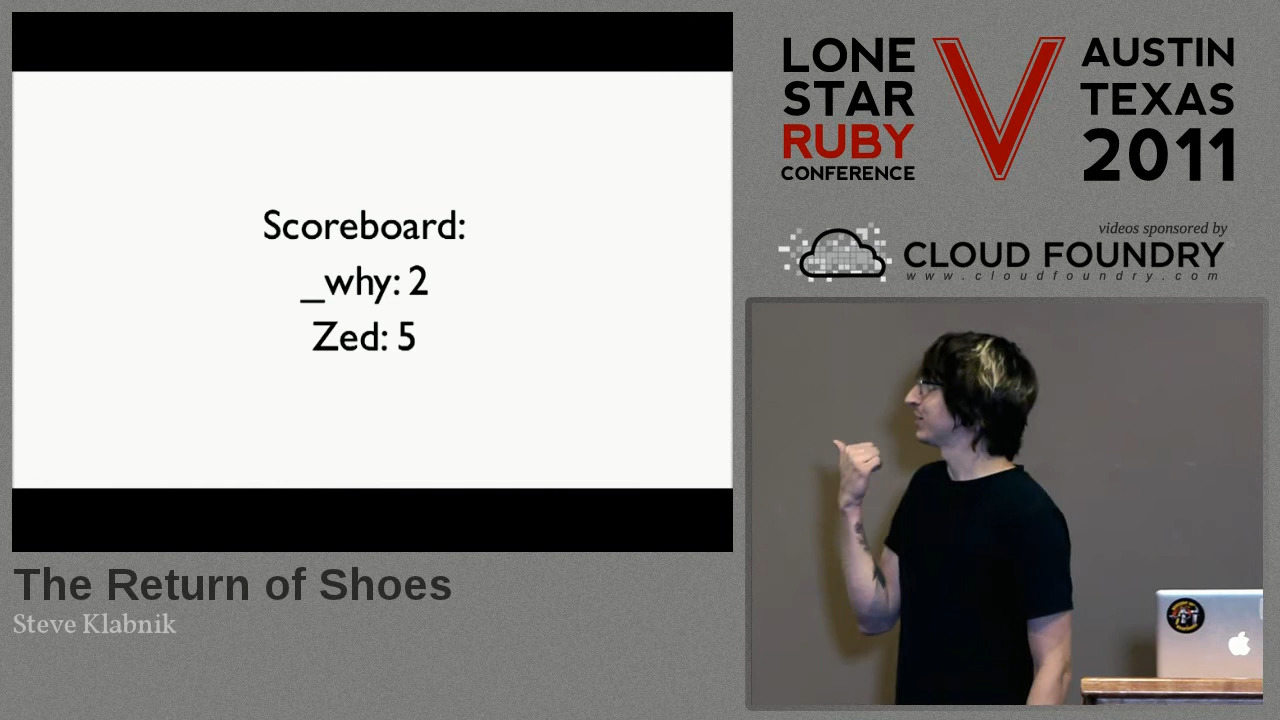 Scoreboard:
_why: 2
Zed: 5
The Return of Shoes
Steve Klabnik
LONE
STAR
RUBY
CONFERENCE
V
AUSTIN
TEXAS
2011
videos sponsored by
CLOUD FOUNDRY
www.cloudfoundry.com